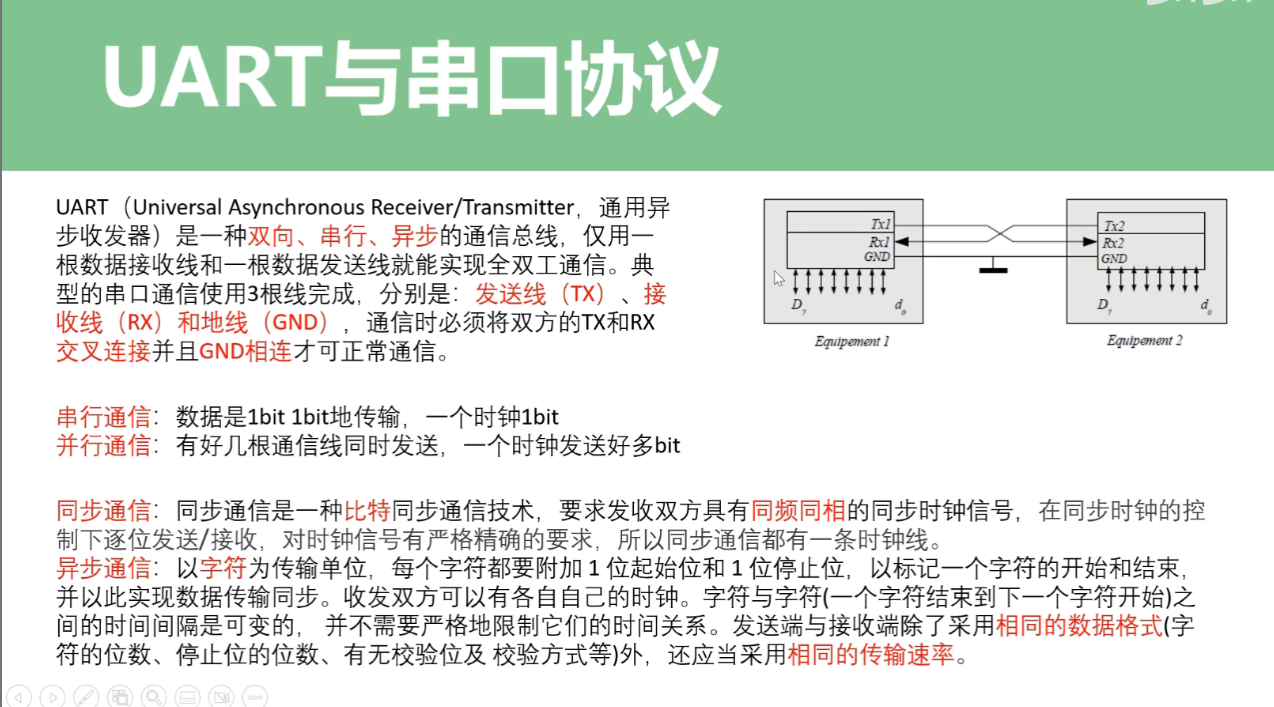 UART与串口协议
UART（Universal Asynchronous Receiver/Transmitter，通用异
步收发器）是一种双向、串行、异步的通信总线，仅用一
根数据接收线和一根数据发送线就能实现全双工通信。典
型的串口通信使用3根线完成，分别是：发送线（TX）、接
收线（RX）和地线（GND），通信时必须将双方的TX和RX
交叉连接并且GND相连才可正常通信。
Tx1
Rx1
GND
D7
d0
Equipement 1
Tx2
Rx2
GND
D7
d0
Equipement 2
串行通信：数据是1bit 1bit地传输，一个时钟1bit
并行通信：有好几根通信线同时发送，一个时钟发送好多bit
同步通信：同步通信是一种比特同步通信技术，要求发收双方具有同频同相的同步时钟信号，在同步时钟的控
制下逐位发送/接收，对时钟信号有严格精确的要求，所以同步通信都有一条时钟线。
异步通信：以字符为传输单位，每个字符都要附加 1 位起始位和 1 位停止位，以标记一个字符的开始和结束，
并以此实现数据传输同步。收发双方可以有各自自己的时钟。字符与字符(一个字符结束到下一个字符开始)之
间的时间间隔是可变的， 并不需要严格地限制它们的时间关系。发送端与接收端除了采用相同的数据格式(字
符的位数、停止位的位数、有无校验位及 校验方式等)外，还应当采用相同的传输速率。